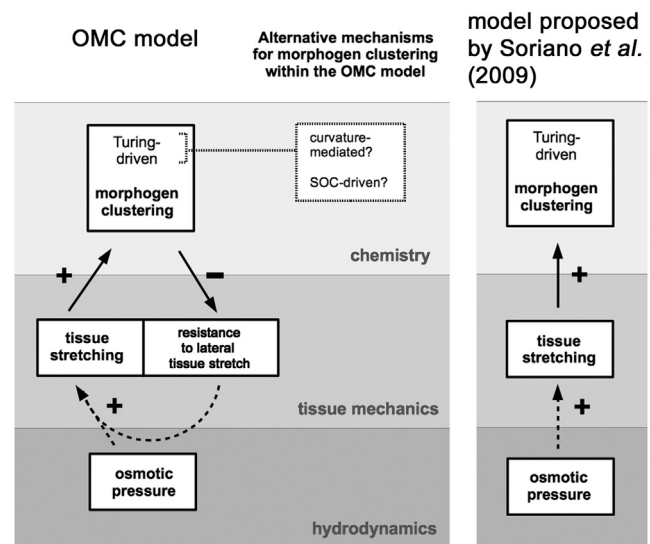 OMC model
Alternative mechanisms
for morphogen clustering
within the OMC model
model proposed
by Soriano et al.
(2009)
Turing-
driven
morphogen
clustering
curvature-
mediated?
SOC-driven?
chemistry
+
−
tissue
stretching
resistance
to lateral
tissue stretch
+
tissue mechanics
osmotic
pressure
hydrodynamics
Turing-
driven
morphogen
clustering
+
tissue
stretching
+
osmotic
pressure